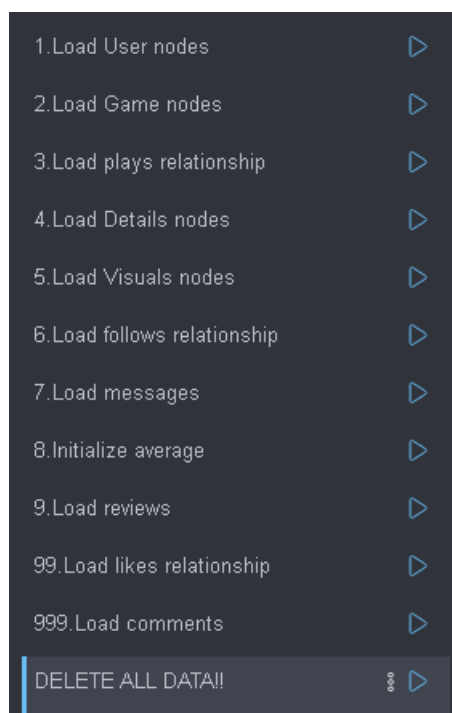 1.Load User nodes
2.Load Game nodes
3.Load plays relationship
4.Load Details nodes
5.Load Visuals nodes
6.Load follows relationship
7.Load messages
8.Initialize average
9.Load reviews
99.Load likes relationship
999.Load comments
DELETE ALL DATA!!